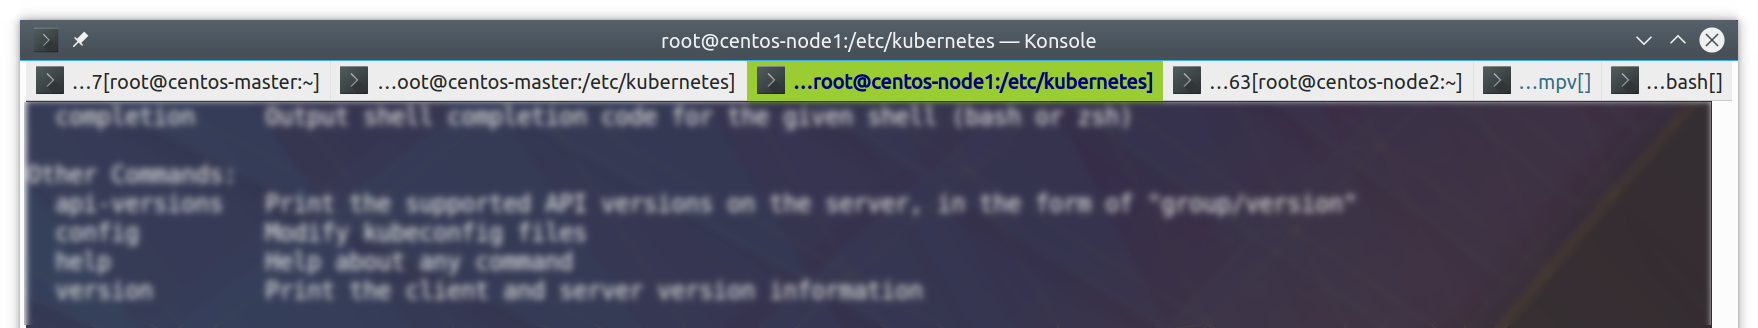 root@centos-node1:/etc/kubernetes — Konsole
...7[root@centos-master:~] ...oot@centos-master:/etc/kubernetes] ...root@centos-node1:/etc/kubernetes] ...63[root@centos-node2:~] ...mpv[] ...bash[]
completion Output shell completion code for the given shell (bash or zsh)
Other Commands:
api-versions Print the supported API versions on the server, in the form of "group/version"
config Modify kubeconfig files
help Help about any command
version Print the client and server version information